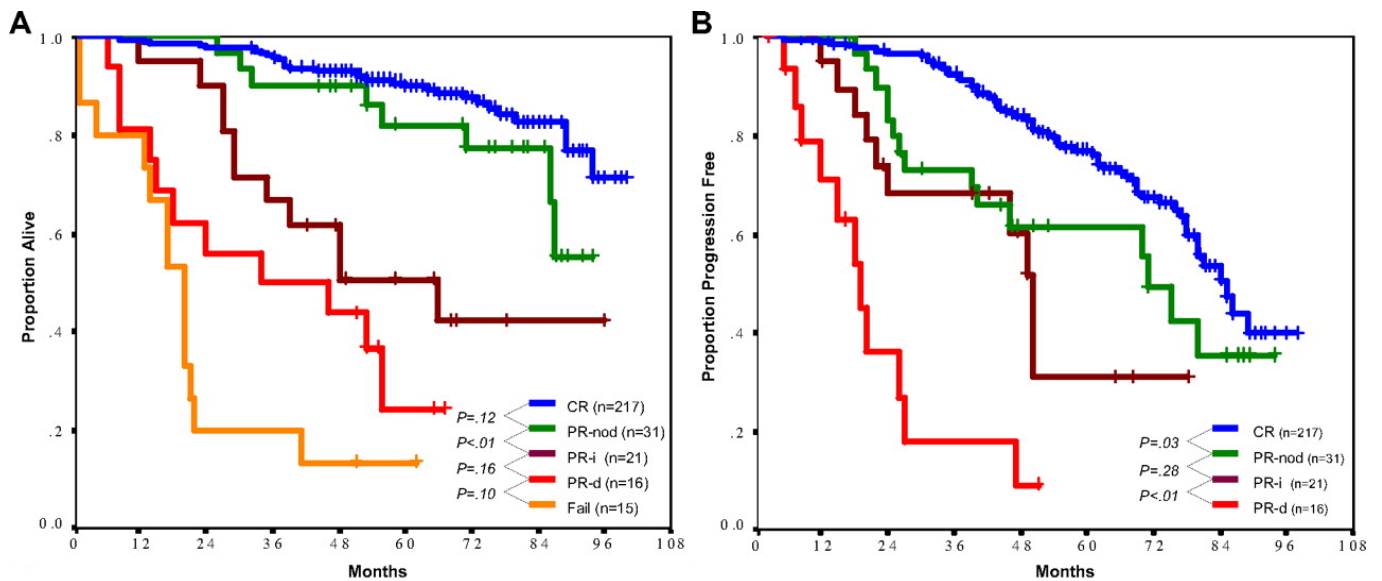 A
Proportion Alive
1.0
.8
.6
.4
.2
0.0
P=.12
P<.01
P=.16
P=.10
CR (n=217)
PR-nod (n=31)
PR-i (n=21)
PR-d (n=16)
Fail (n=15)
0 12 24 36 48 60 72 84 96 108
Months
B
Proportion Progression Free
1.0
.8
.6
.4
.2
0.0
P=.03
P=.28
P<.01
CR (n=217)
PR-nod (n=31)
PR-i (n=21)
PR-d (n=16)
0 12 24 36 48 60 72 84 96 108
Months